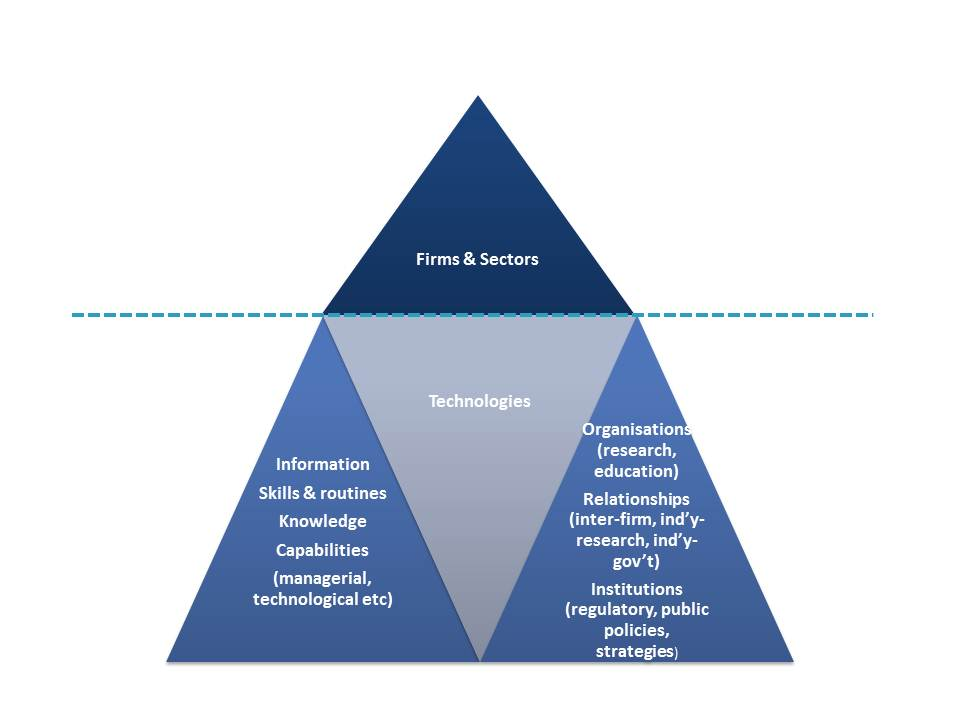 Firms & Sectors
Technologies
Information
Skills & routines
Knowledge
Capabilities
(managerial,
technological etc)
Organisations
(research,
education)
Relationships
(inter-firm, ind’y-
research, ind’y-
gov’t)
Institutions
(regulatory, public
policies,
strategies)